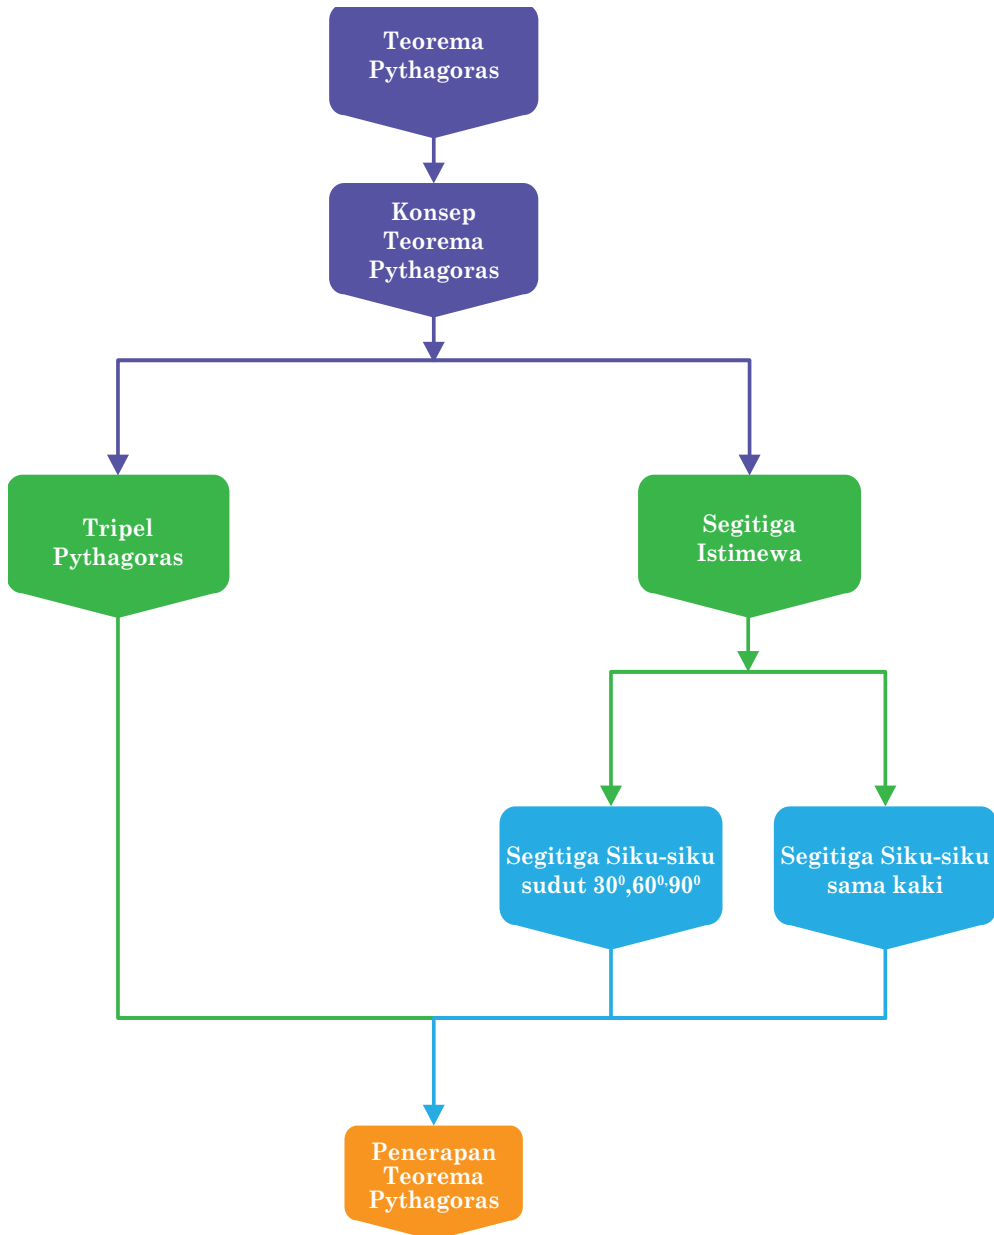 Teorema
Pythagoras
Konsep
Teorema
Pythagoras
Tripel
Pythagoras
Segitiga
Istimewa
Segitiga Siku-siku
sudut 30⁰,60⁰,90⁰
Segitiga Siku-siku
sama kaki
Penerapan
Teorema
Pythagoras